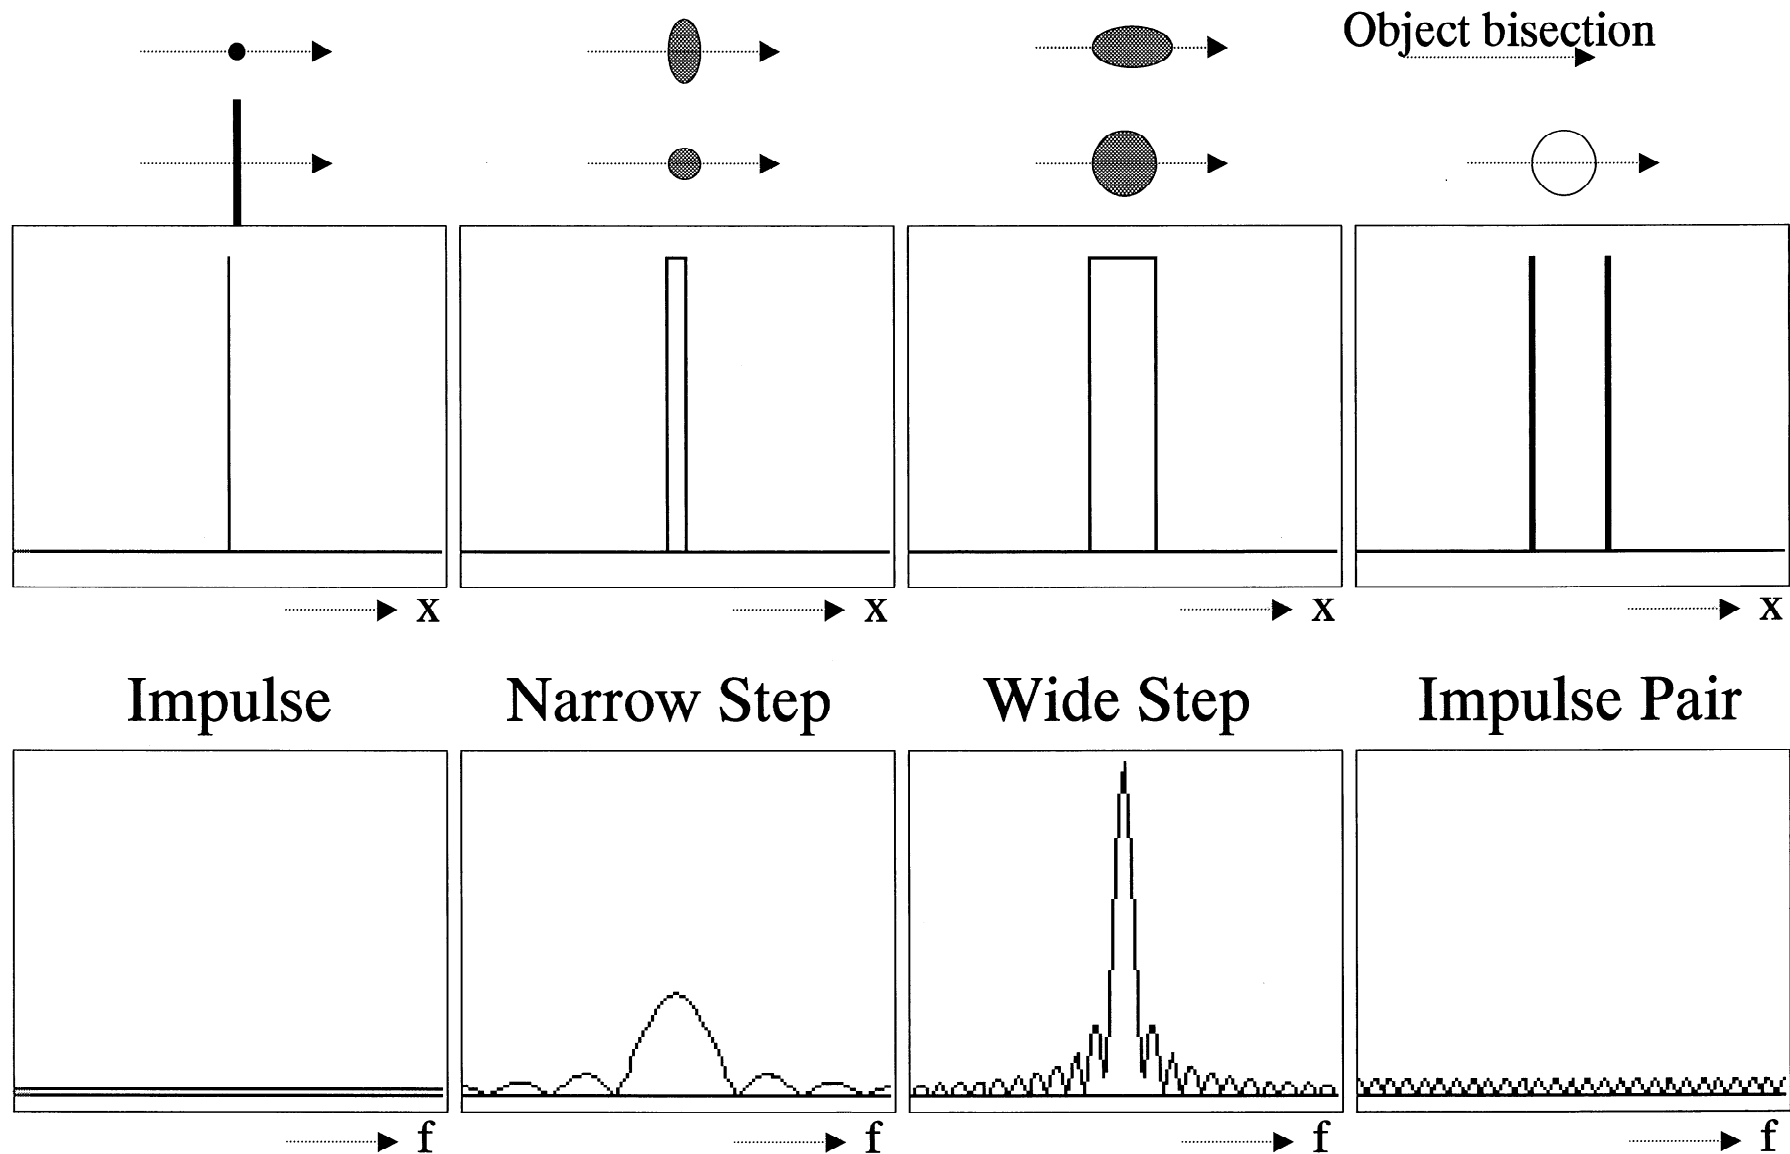 Object bisection
x
x
x
x
Impulse
Narrow Step
Wide Step
Impulse Pair
f
f
f
f